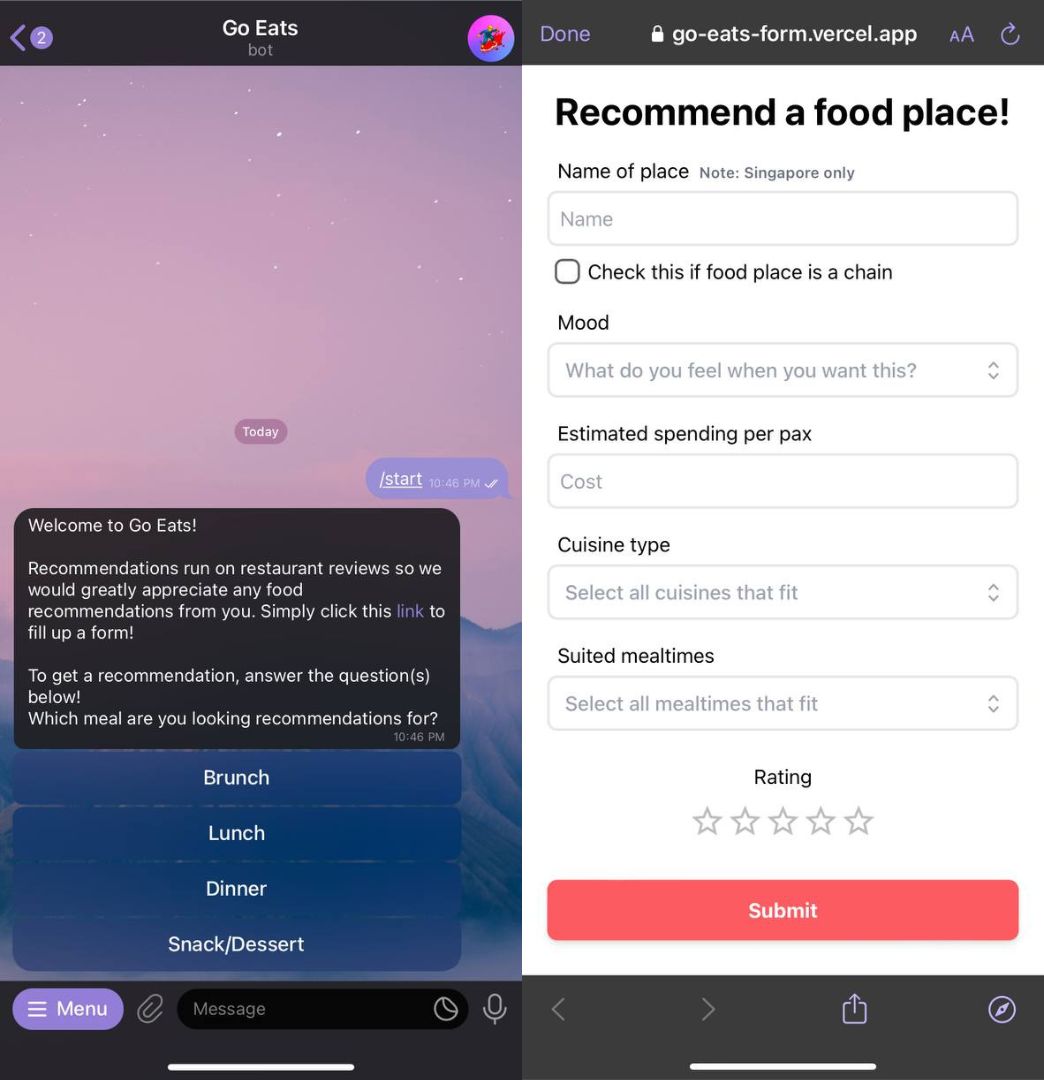 2
Go Eats
bot
Today
/start 10:46 PM
Welcome to Go Eats!
Recommendations run on restaurant reviews so we
would greatly appreciate any food
recommendations from you. Simply click this link to
fill up a form!
To get a recommendation, answer the question(s)
below!
Which meal are you looking recommendations for?
10:46 PM
Brunch
Lunch
Dinner
Snack/Dessert
Menu
Message
Done
go-eats-form.vercel.app
AA
Recommend a food place!
Name of place Note: Singapore only
Name
Check this if food place is a chain
Mood
What do you feel when you want this?
Estimated spending per pax
Cost
Cuisine type
Select all cuisines that fit
Suited mealtimes
Select all mealtimes that fit
Rating
Submit